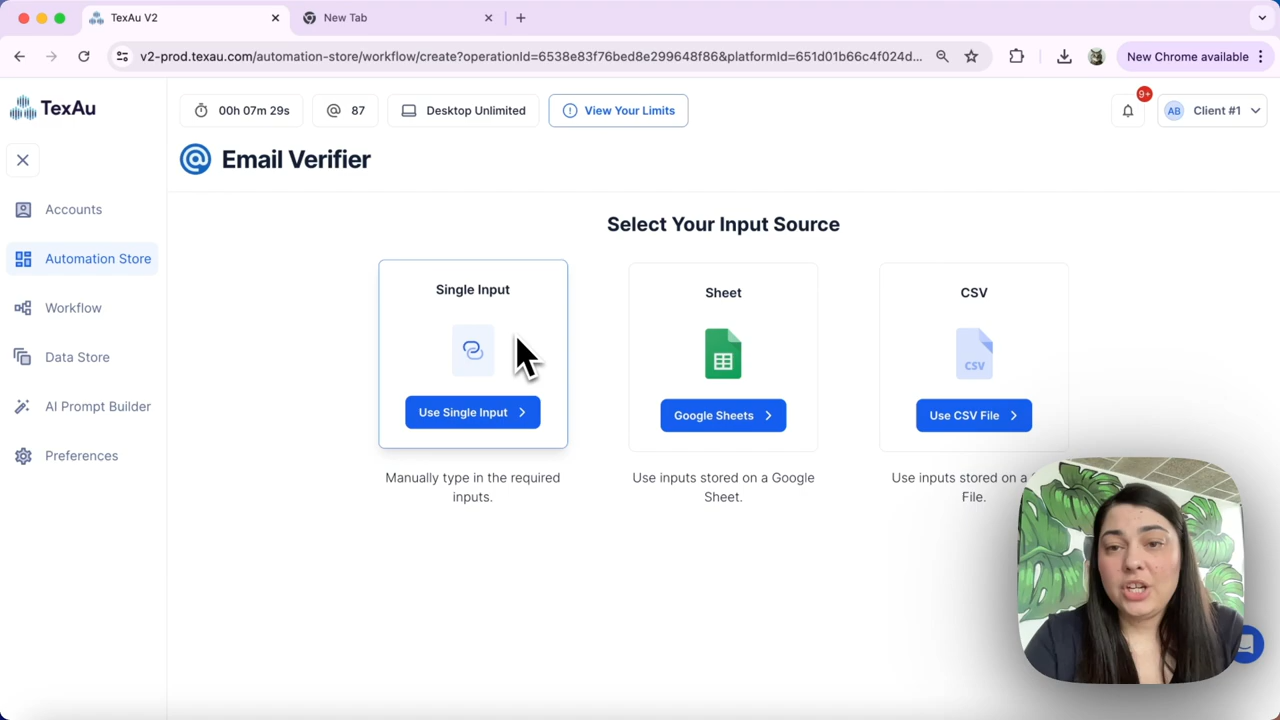 TexAu V2
New Tab
v2-prod.texau.com/automation-store/workflow/create?operationId=6538e83f76bed8e299648f86&platformId=651d01b66c4f024d...
New Chrome available
TexAu
00h 07m 29s
87
Desktop Unlimited
View Your Limits
9+
AB
Client #1
Email Verifier
Accounts
Automation Store
Workflow
Data Store
AI Prompt Builder
Preferences
Select Your Input Source
Single Input
Use Single Input
Manually type in the required
inputs.
Sheet
Google Sheets
Use inputs stored on a Google
Sheet.
CSV
CSV
Use CSV File
Use inputs stored on a
File.